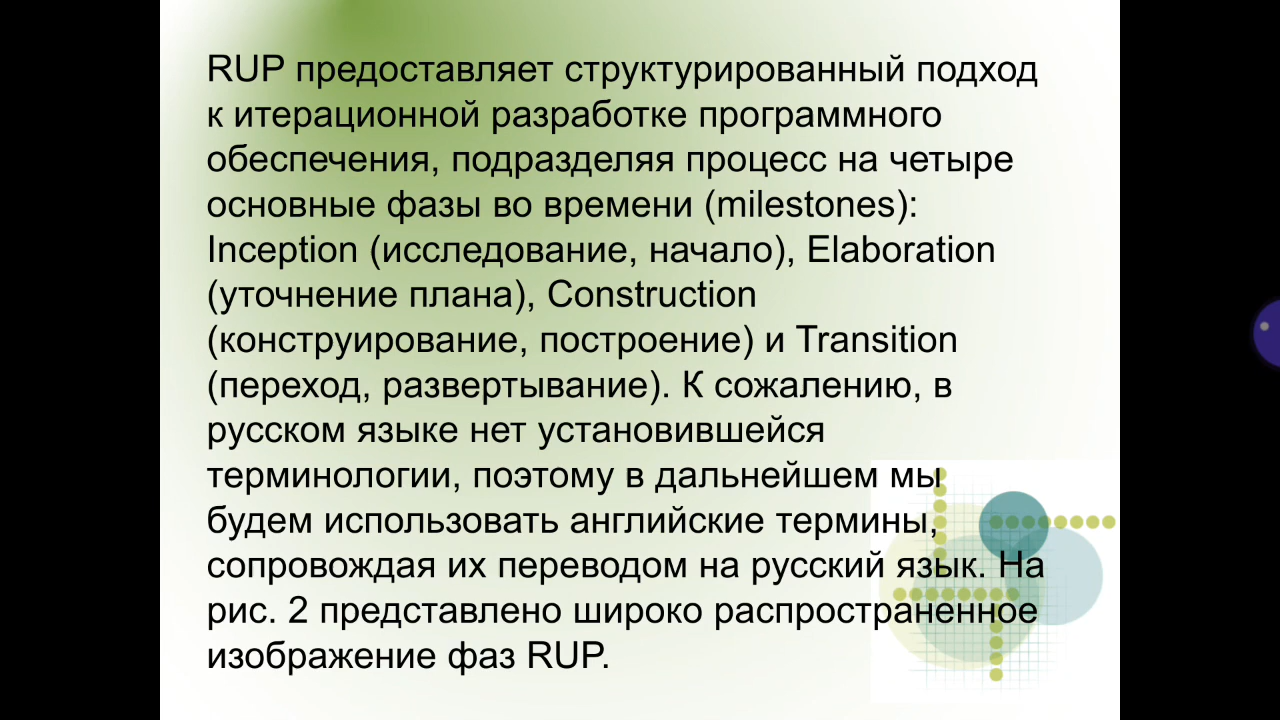 RUP предоставляет структурированный подход
к итерационной разработке программного
обеспечения, подразделяя процесс на четыре
основные фазы во времени (milestones):
Inception (исследование, начало), Elaboration
(уточнение плана), Construction
(конструирование, построение) и Transition
(переход, развертывание). К сожалению, в
русском языке нет установившейся
терминологии, поэтому в дальнейшем мы
будем использовать английские термины,
сопровождая их переводом на русский язык. На
рис. 2 представлено широко распространенное
изображение фаз RUP.